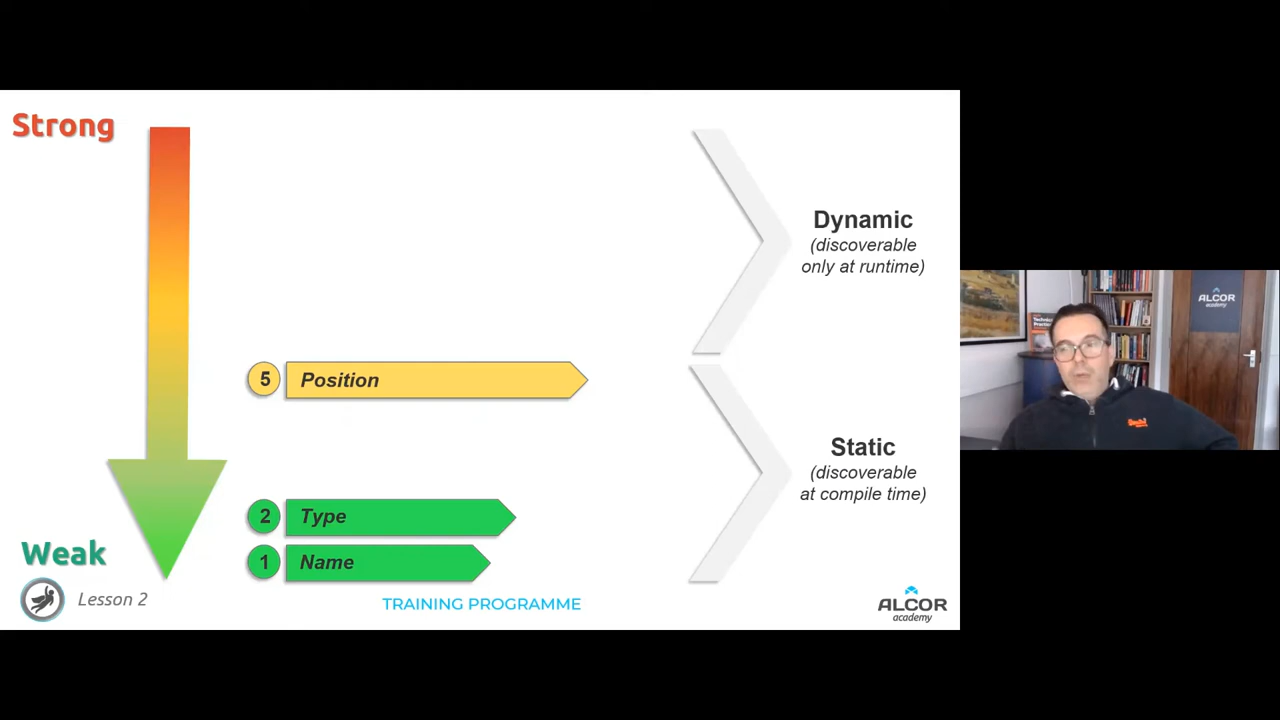 Strong
Dynamic
(discoverable
only at runtime)
5 Position
Static
(discoverable
at compile time)
2 Type
1 Name
Weak
Lesson 2
TRAINING PROGRAMME
ALCOR
academy
ALCOR
academy